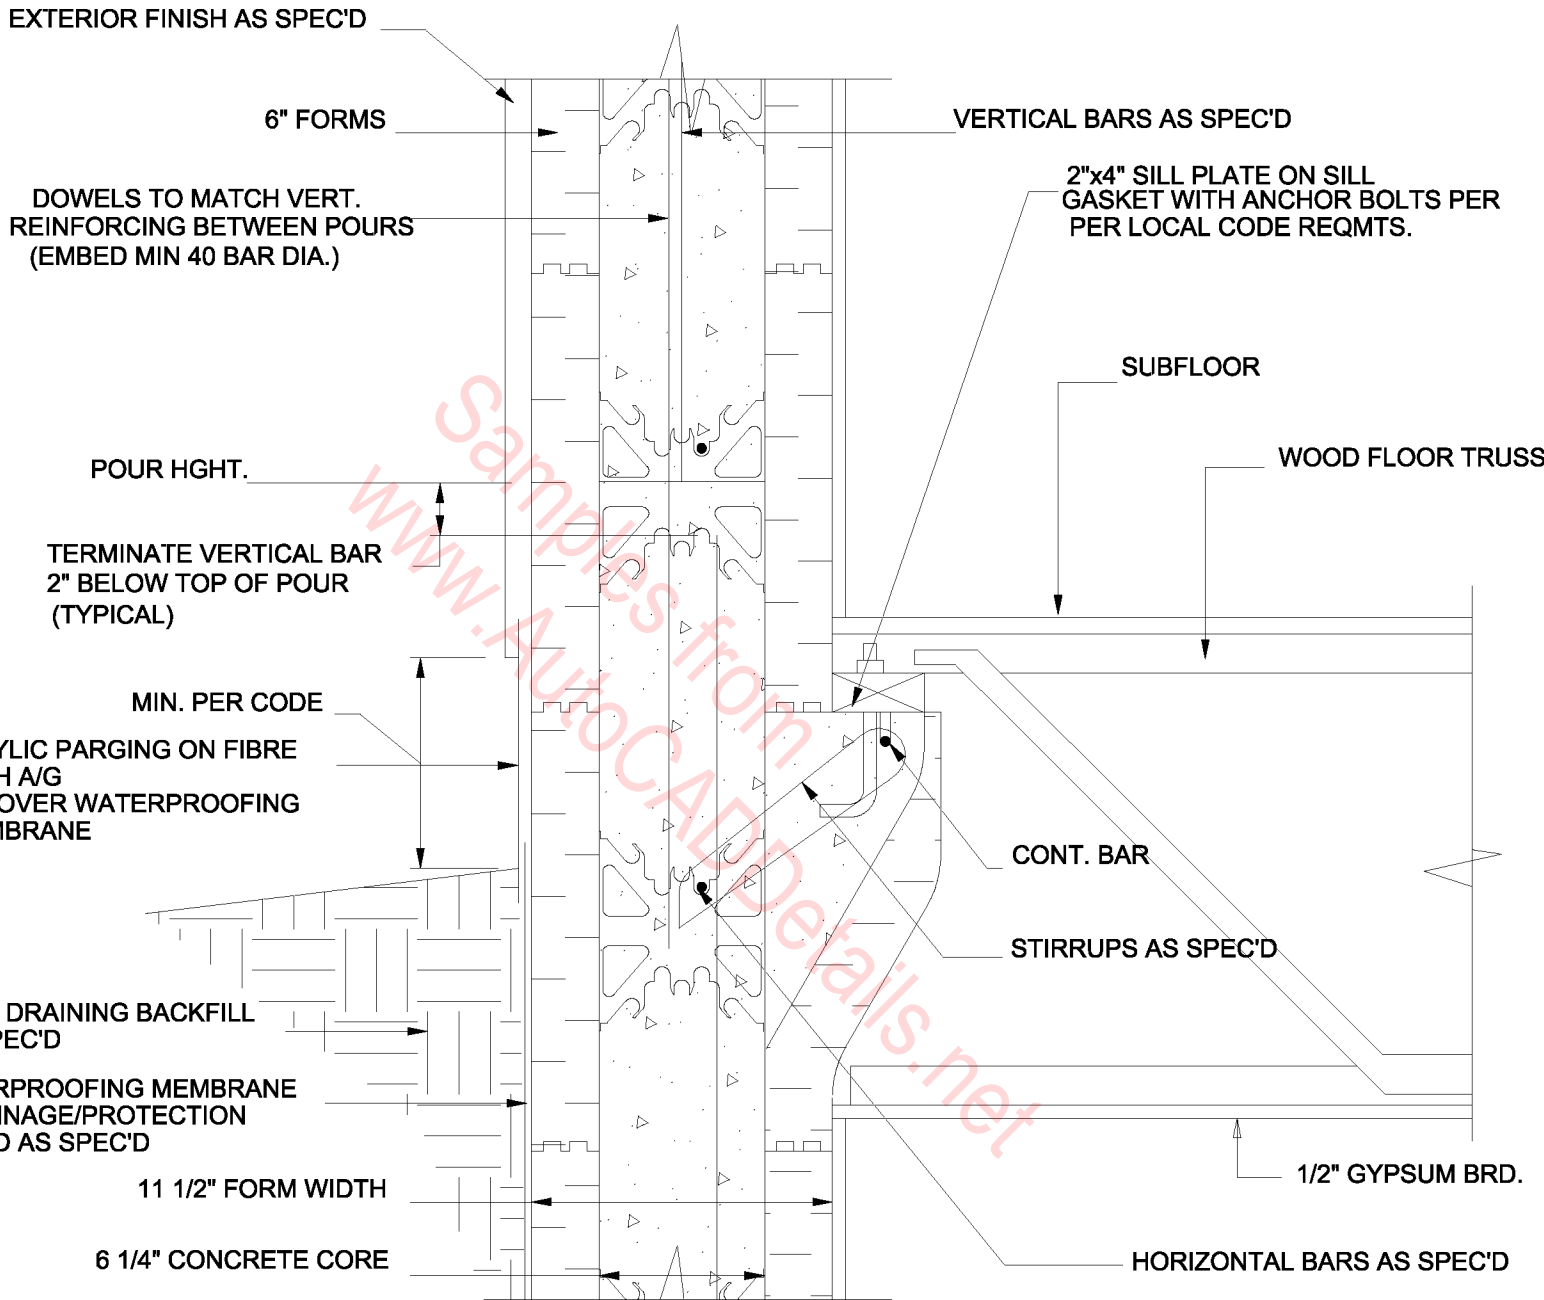 EXTERIOR FINISH AS SPEC'D
6" FORMS
VERTICAL BARS AS SPEC'D
DOWELS TO MATCH VERT.
REINFORCING BETWEEN POURS
(EMBED MIN 40 BAR DIA.)
2"x4" SILL PLATE ON SILL
GASKET WITH ANCHOR BOLTS PER
PER LOCAL CODE REQMTS.
SUBFLOOR
WOOD FLOOR TRUSS
POUR HGHT.
TERMINATE VERTICAL BAR
2" BELOW TOP OF POUR
(TYPICAL)
MIN. PER CODE
YLIC PARGING ON FIBRE
H A/G
OVER WATERPROOFING
MBRANE
CONT. BAR
STIRRUPS AS SPEC'D
DRAINING BACKFILL
PEC'D
RPROOFING MEMBRANE
INAGE/PROTECTION
D AS SPEC'D
11 1/2" FORM WIDTH
1/2" GYPSUM BRD.
6 1/4" CONCRETE CORE
HORIZONTAL BARS AS SPEC'D
Samples from
www.AutoCADDetails.net